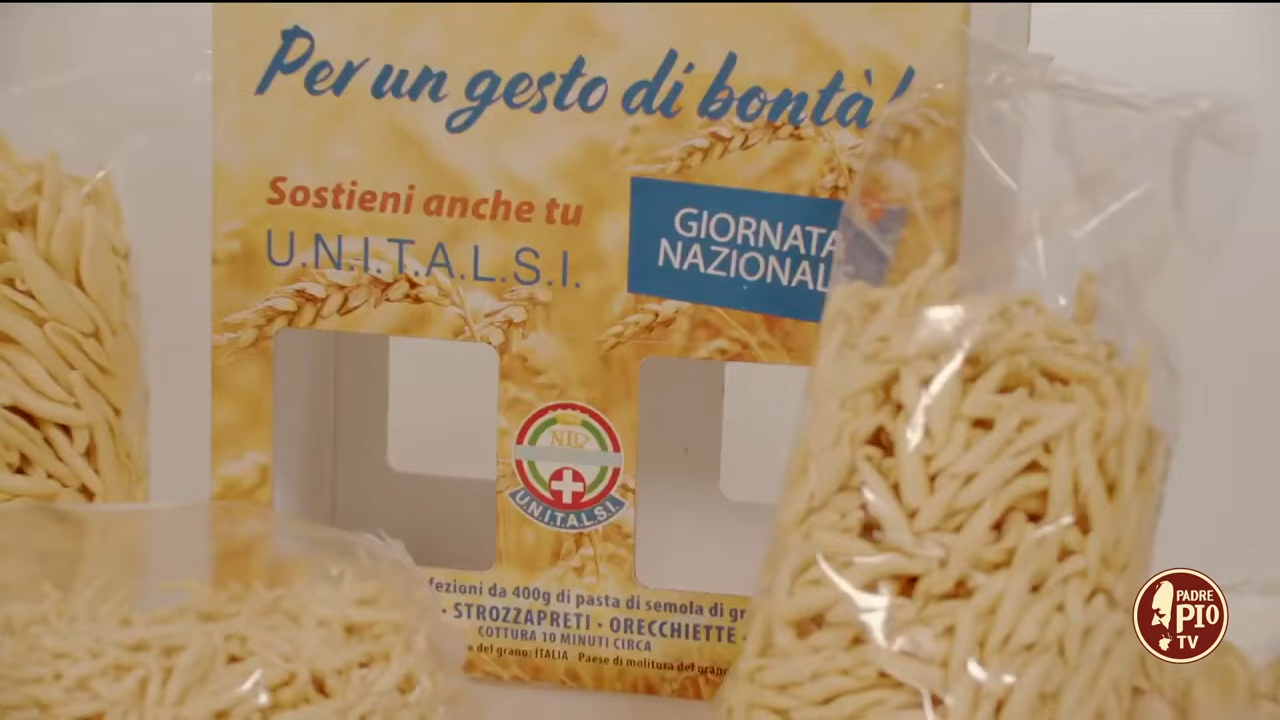 Per un gesto di bontà!
Sostieni anche tu
U.N.I.T.A.L.S.I.
GIORNATA
NAZIONAL
U.N.I.T.A.L.S.I.
fezioni da 400g di pasta di semola di gr
· STROZZAPRETI · ORECCHIETTE ·
COTTURA 10 MINUTI CIRCA
e del grano: ITALIA Paese di molitura del grano
PADRE
PIO
TV